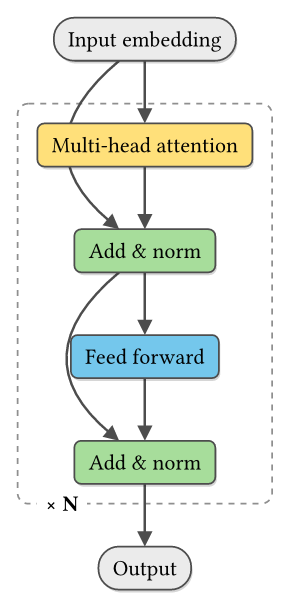 Input embedding
Multi-head attention
Add & norm
Feed forward
Add & norm
× N
Output